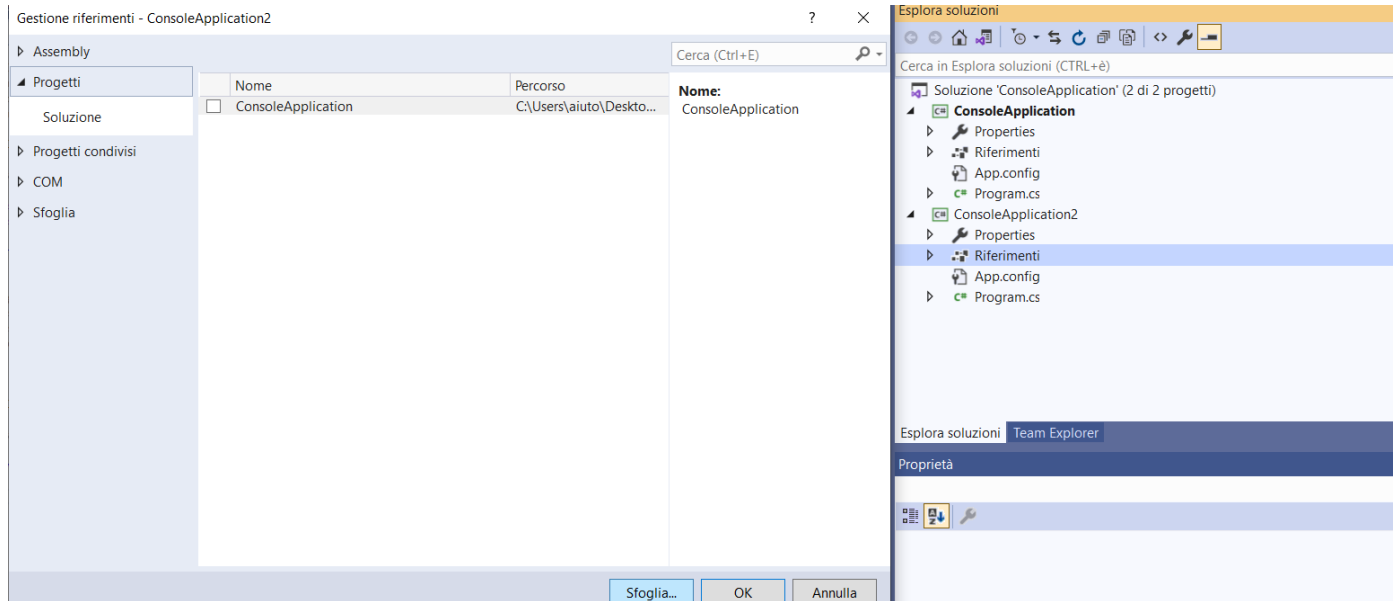 Gestione riferimenti - ConsoleApplication2
?
Assembly
Progetti
Soluzione
Progetti condivisi
COM
Sfoglia
Nome Percorso
ConsoleApplication C:\Users\aiuto\Deskto...
Cerca (Ctrl+E)
Nome:
ConsoleApplication
Sfoglia... OK Annulla
Esplora soluzioni
Cerca in Esplora soluzioni (CTRL+è)
Soluzione 'ConsoleApplication' (2 di 2 progetti)
C# ConsoleApplication
Properties
Riferimenti
App.config
C# Program.cs
C# ConsoleApplication2
Properties
Riferimenti
App.config
C# Program.cs
Esplora soluzioni Team Explorer
Proprietà